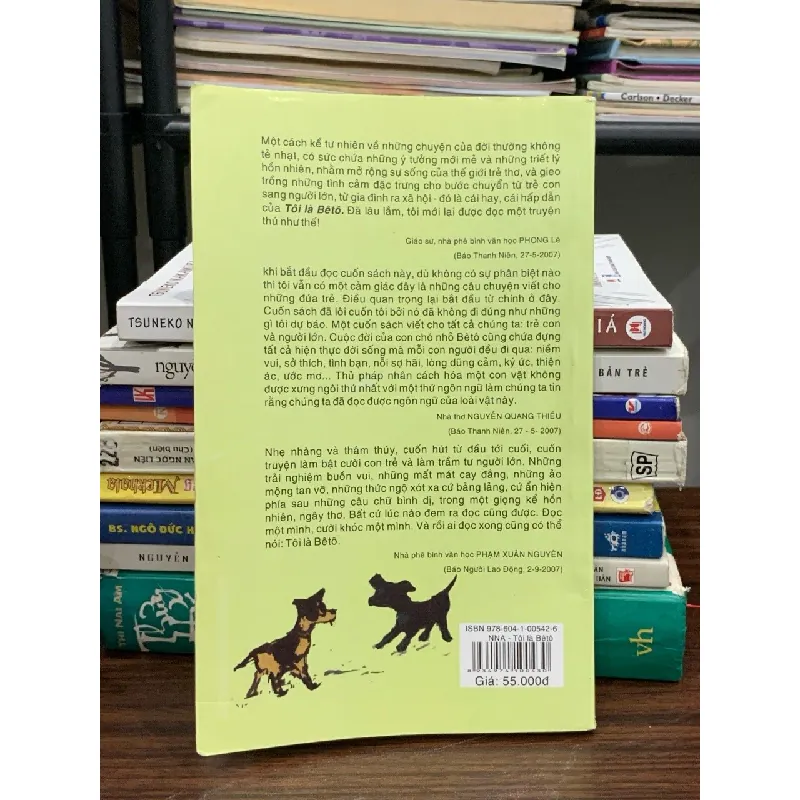 Carlson • Decker
Một cách kể tự nhiên về những chuyện của đời thường không
tẻ nhạt, có sức chứa những ý tưởng mới mẻ và những triết lý
hồn nhiên, nhằm mở rộng sự sống của thế giới trẻ thơ, và gieo
trồng những tình cảm đặc trưng cho bước chuyển từ trẻ con
sang người lớn, từ gia đình ra xã hội - đó là cái hay, cái hấp dẫn
của Tôi là Bêtô. Đã lâu lắm, tôi mới lại được đọc một truyện
thú như thế!
Giáo sư, nhà phê bình văn học PHONG LÊ
(Báo Thanh Niên, 27-5-2007)
khi bắt đầu đọc cuốn sách này, dù không có sự phân biệt nào
thì tôi vẫn có một cảm giác đây là những câu chuyện viết cho
những đứa trẻ. Điều quan trọng lại bắt đầu từ chính ở đây.
Cuốn sách đã lôi cuốn tôi bởi nó đã không đi đúng như những
gì tôi dự báo. Một cuốn sách viết cho tất cả chúng ta: trẻ con
và người lớn. Cuộc đời của con chó nhỏ Bêtô cũng chứa đựng
tất cả hiện thực đời sống mà mỗi con người đều đi qua: niềm
vui, sở thích, tình bạn, nỗi sợ hãi, lòng dũng cảm, ký ức, thiện
ác, ước mơ... Thủ pháp nhân cách hóa một con vật không
được xưng ngôi thứ nhất với một thứ ngôn ngữ làm chúng ta tin
rằng chúng ta đã đọc được ngôn ngữ của loài vật này.
Nhà thơ NGUYỄN QUANG THIỀU
(Báo Thanh Niên, 27 - 5- 2007)
Nhẹ nhàng và thâm thúy, cuốn hút từ đầu tới cuối, cuốn
truyện làm bật cười con trẻ và làm trầm tư người lớn. Những
trải nghiệm buồn vui, những mất mát cay đắng, những ảo
mộng tan vỡ, những thức ngộ xót xa cứ bảng lảng, cứ ẩn hiện
phía sau những câu chữ bình dị, trong một giọng kể hồn
nhiên, ngây thơ. Bất cứ lúc nào đem ra đọc cũng được. Đọc
một mình, cười khóc một mình. Và rồi ai đọc xong cũng có thể
nói: Tôi là Bêtô.
Nhà phê bình văn học PHẠM XUÂN NGUYÊN
(Báo Người Lao Động, 2-9-2007)
ISBN 978-604-1-00542-6
NNA - Tôi là Bêtô
Giá: 55.000đ
TSUNEKO
BẢN TRẺ
(Chủ biên)
SP
BS. NGÔ ĐỨC
NGUYỄN
THI NAI AM
vh